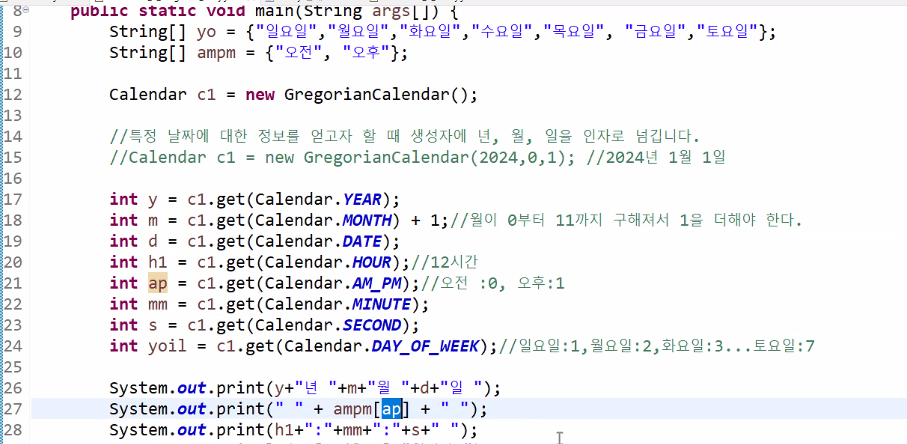 8 public static void main(String args[]) {
9 String[] yo = {"일요일","월요일","화요일","수요일","목요일", "금요일","토요일"};
10 String[] ampm = {"오전", "오후"};
11
12 Calendar c1 = new GregorianCalendar();
13
14 //특정 날짜에 대한 정보를 얻고자 할 때 생성자에 년, 월, 일을 인자로 넘깁니다.
15 //Calendar c1 = new GregorianCalendar(2024,0,1); //2024년 1월 1일
16
17 int y = c1.get(Calendar.YEAR);
18 int m = c1.get(Calendar.MONTH) + 1;//월이 0부터 11까지 구해져서 1을 더해야 한다.
19 int d = c1.get(Calendar.DATE);
20 int h1 = c1.get(Calendar.HOUR);//12시간
21 int ap = c1.get(Calendar.AM_PM);//오전 :0, 오후:1
22 int mm = c1.get(Calendar.MINUTE);
23 int s = c1.get(Calendar.SECOND);
24 int yoil = c1.get(Calendar.DAY_OF_WEEK);//일요일:1,월요일:2,화요일:3...토요일:7
25
26 System.out.print(y+"년 "+m+"월 "+d+"일 ");
27 System.out.print(" " + ampm[ap] + " ");
28 System.out.print(h1+":"+mm+":"+s+" ");